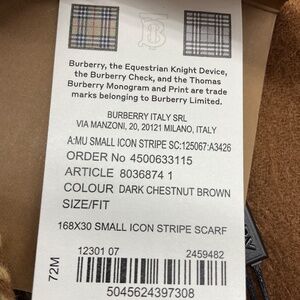 Burberry, the Equestrian Knight Device,
the Burberry Check, and the Thomas
Burberry Monogram and Print are trade
marks belonging to Burberry Limited.
BURBERRY ITALY SRL
VIA MANZONI, 20, 20121 MILANO, ITALY
A:MU SMALL ICON STRIPE SC:125067:A3426
ORDER No 4500633115
ARTICLE 8036874 1
COLOUR DARK CHESTNUT BROWN
SIZE/FIT
168X30 SMALL ICON STRIPE SCARF
12301 07 2459482
72M
5045624397308